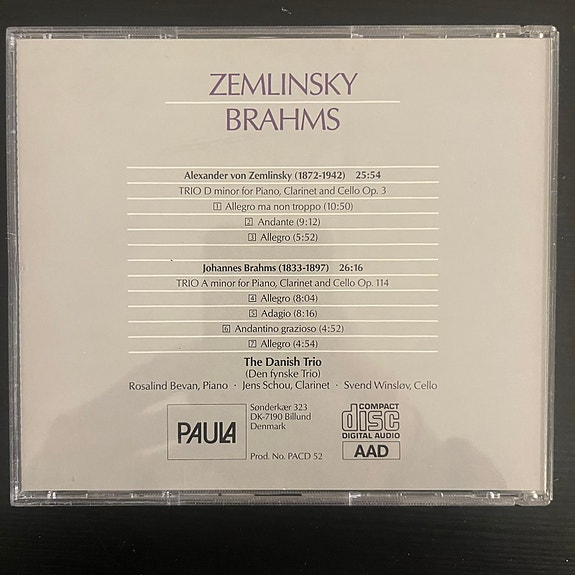 ZEMLINSKY
BRAHMS
Alexander von Zemlinsky (1872-1942) 25:54
TRIO D minor for Piano, Clarinet and Cello Op. 3
1 Allegro ma non troppo (10:50)
2 Andante (9:12)
3 Allegro (5:52)
Johannes Brahms (1833-1897) 26:16
TRIO A minor for Piano, Clarinet and Cello Op. 114
4 Allegro (8:04)
5 Adagio (8:16)
6 Andantino grazioso (4:52)
7 Allegro (4:54)
The Danish Trio
(Den fynske Trio)
Rosalind Bevan, Piano · Jens Schou, Clarinet · Svend Winsløv, Cello
PAULA
Sønderkær 323
DK-7190 Billund
Denmark
Prod. No. PACD 52
COMPACT
disc
DIGITAL AUDIO
AAD